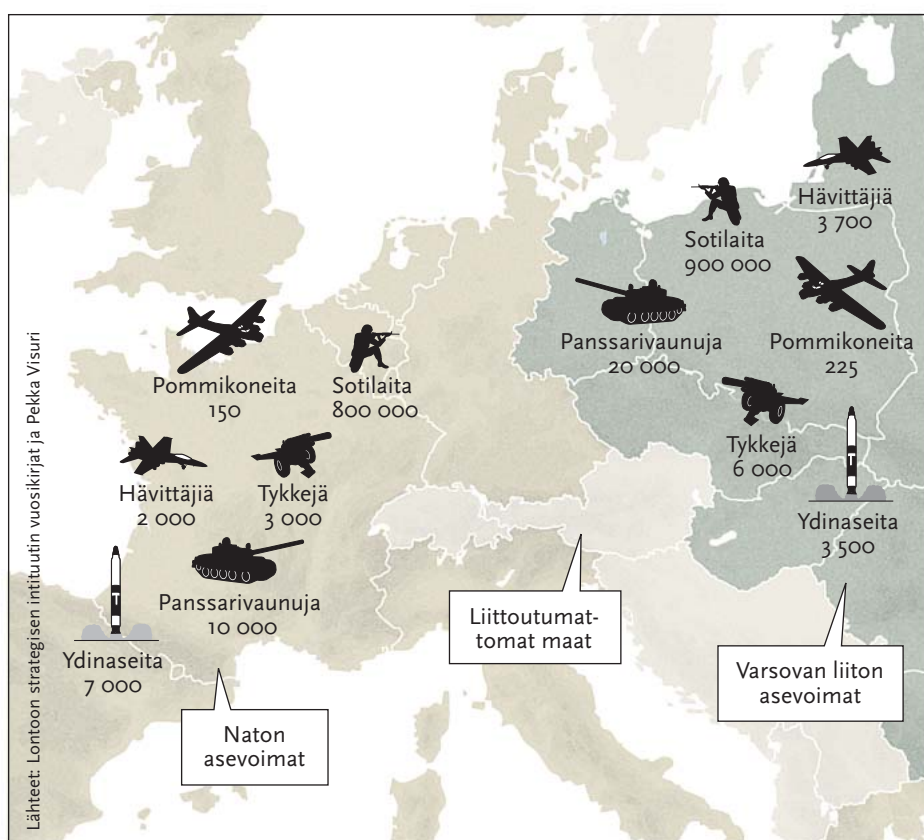 Hävittäjiä
3 700
Sotilaita
900 000
Panssarivaunuja
20 000
Pommikoneita
225
Tykkejä
6 000
Ydinaseita
3 500
Pommikoneita
150
Sotilaita
800 000
Hävittäjiä
2 000
Tykkejä
3 000
Panssarivaunuja
10 000
Ydinaseita
7 000
T
T
Liittoutumat-
tomat maat
Varsovan liiton
asevoimat
Naton
asevoimat
Lähteet: Lontoon strategisen intituutin vuosikirjat ja Pekka Visuri